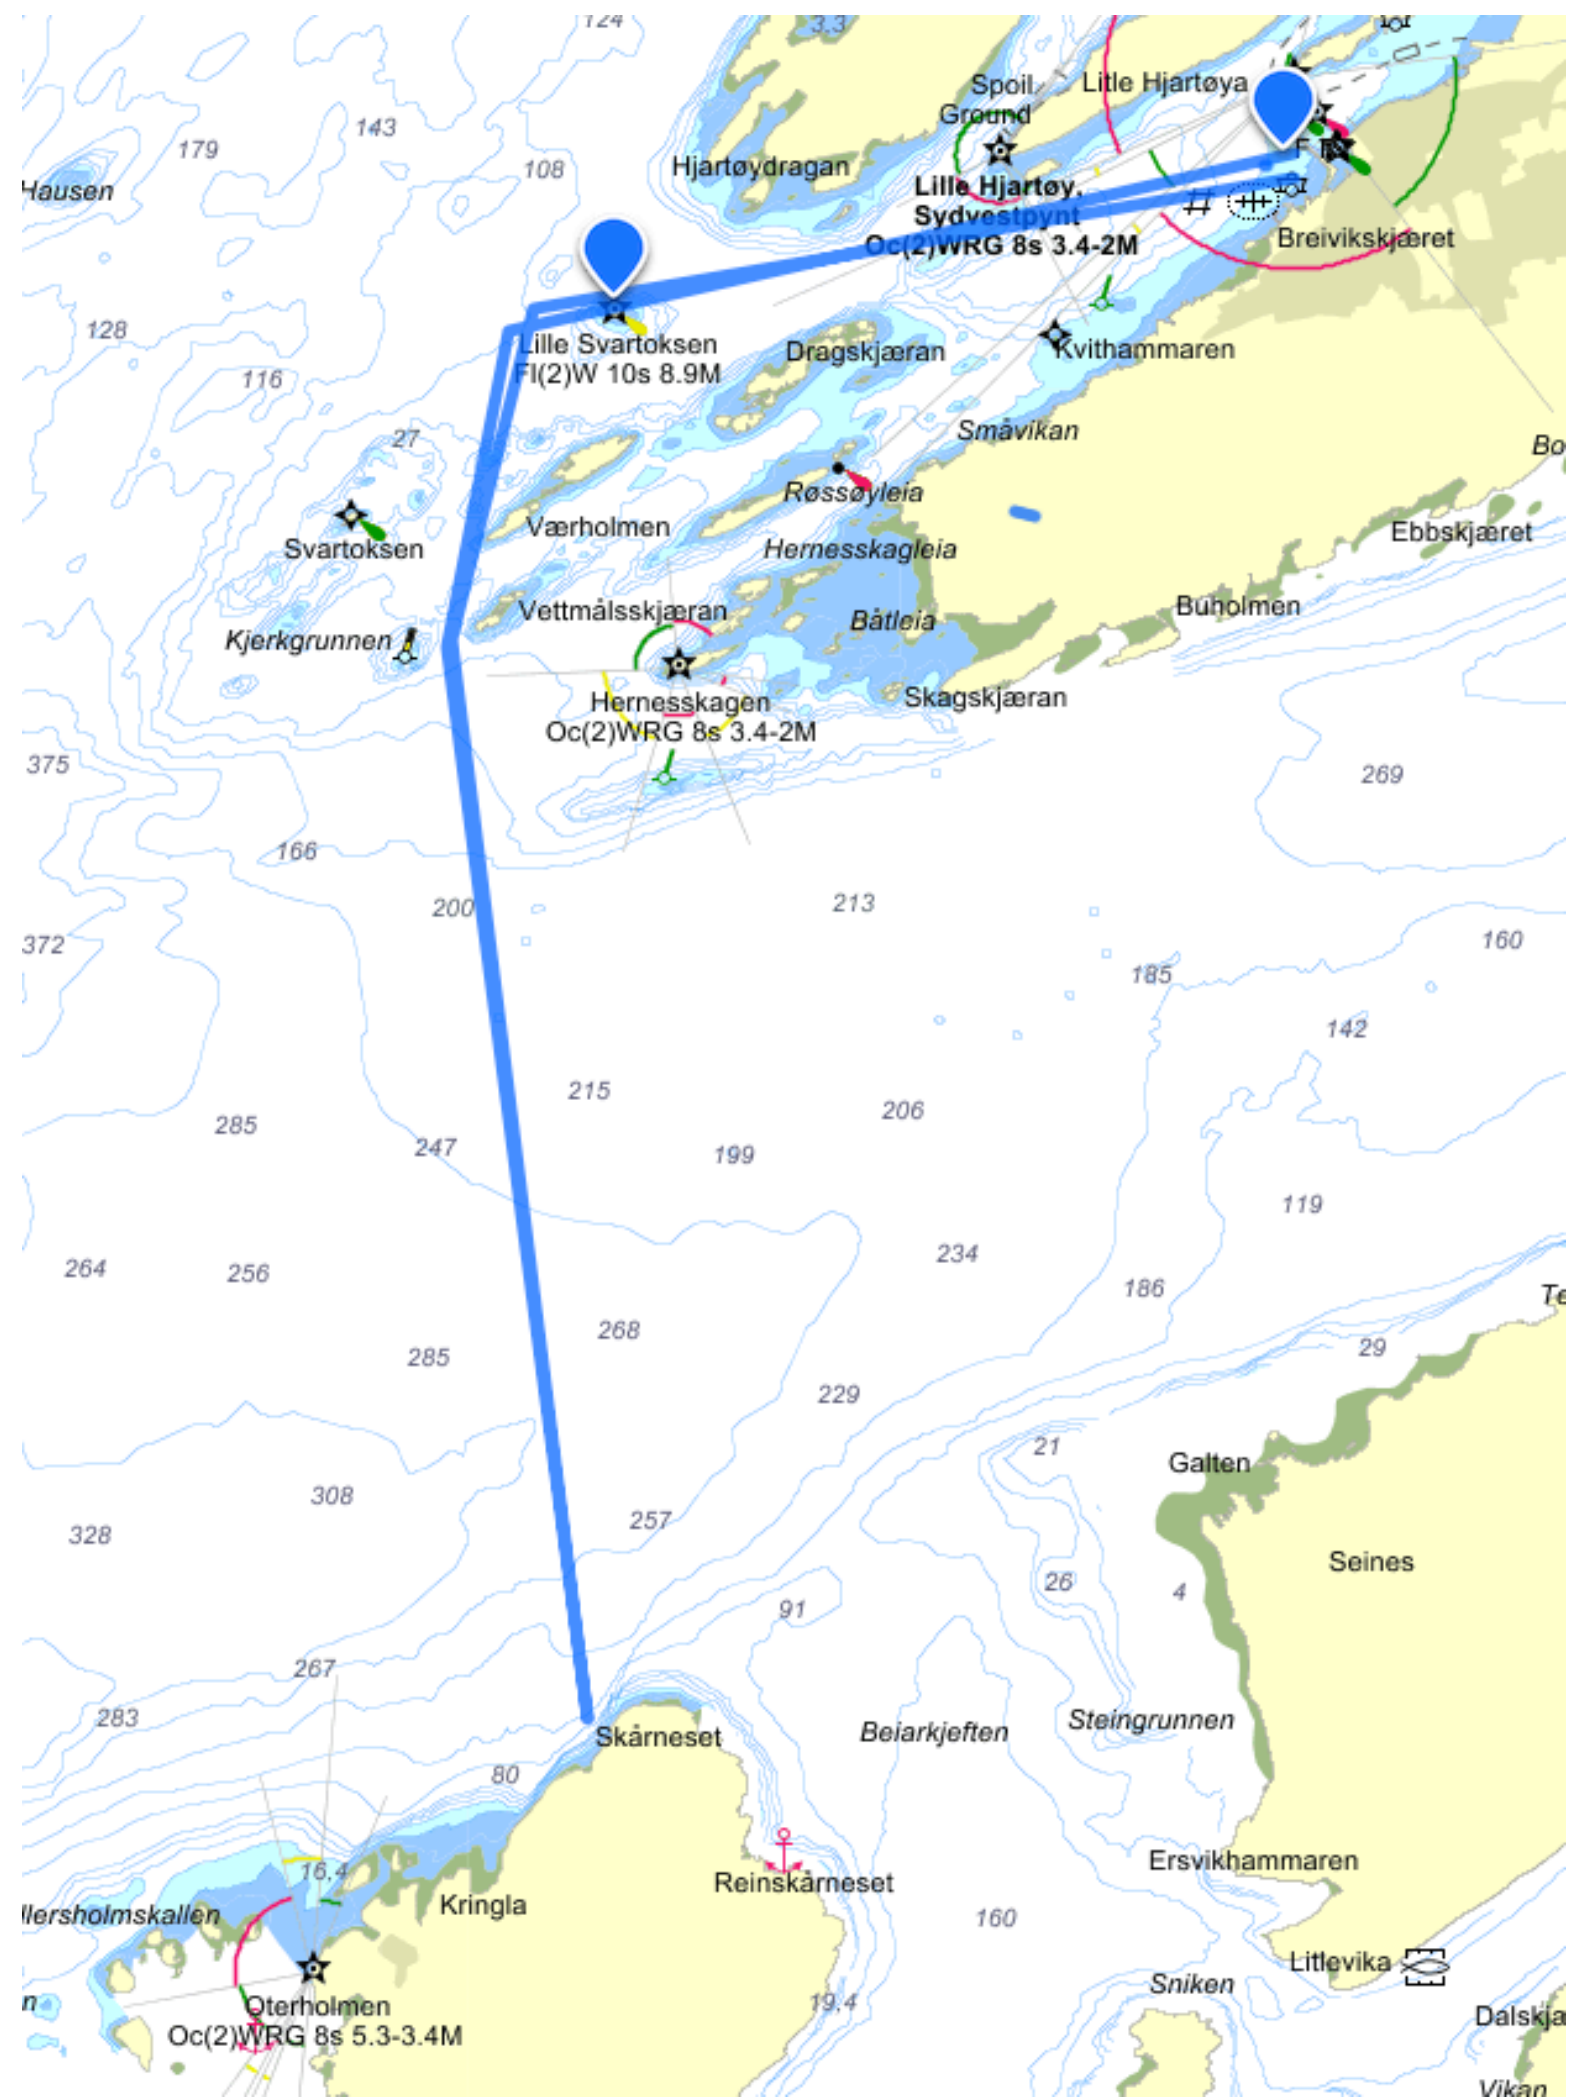 124
3,3
Spoil
Ground
Litle Hjartøya
179
143
108
Hjartøydragan
Hausen
F
Lille Hjartøy,
Sydvestpynt
Oc(2)WRG 8s 3.4-2M
Breivikskjæret
128
Lille Svartoksen
Fl(2)W 10s 8.9M
Dragskjæran
Kvithammaren
116
27
Småvikan
Bo
Røssøyleia
Værholmen
Svartoksen
Hernesskagleia
Ebbskjæret
Vettmålsskjæran
Buholmen
Båtleia
Kjerkgrunnen
Hernesskagen
Oc(2)WRG 8s 3.4-2M
Skagskjæran
375
269
166
200
213
372
160
185
142
215
206
285
247
199
119
264
256
234
186
Te
268
285
29
229
21
Galten
308
328
257
Seines
26
4
91
267
283
Skårneset
Beiarkjeften
Steingrunnen
80
16,4
Reinskårneset
Ersvikhammaren
Kringla
llersholmskallen
160
Litlevika
Sniken
n
Oterholmen
Oc(2)WRG 8s 5.3-3.4M
19,4
Dalskjæ
Vikan